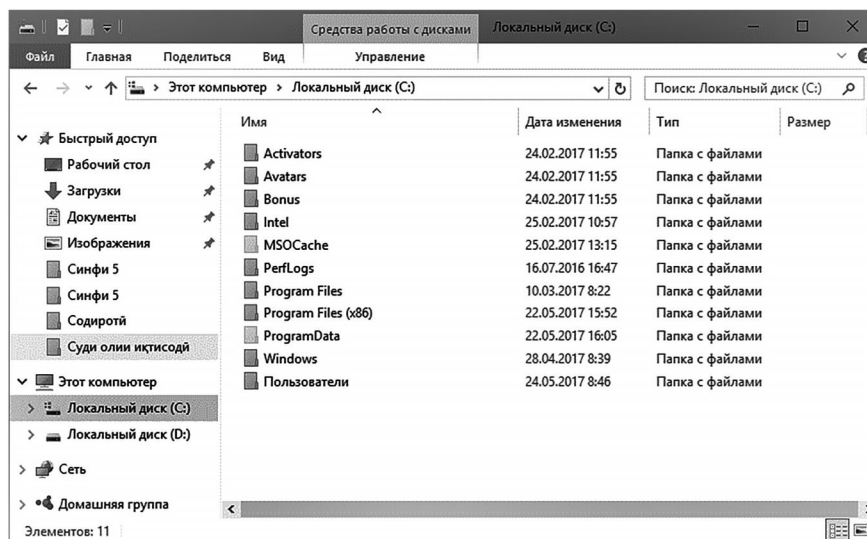 Средства работы с дисками Локальный диск (C:)
Файл Главная Поделиться Вид Управление
Этот компьютер > Локальный диск (C:) Поиск: Локальный диск (C:)
Имя Дата изменения Тип Размер
Быстрый доступ
Рабочий стол
Загрузки
Документы
Изображения
Синфи 5
Синфи 5
Содиротӣ
Суди олии иқтисодӣ
Этот компьютер
Локальный диск (C:)
Локальный диск (D:)
Сеть
Домашняя группа
Activators 24.02.2017 11:55 Папка с файлами
Avatars 24.02.2017 11:55 Папка с файлами
Bonus 24.02.2017 11:55 Папка с файлами
Intel 25.02.2017 10:57 Папка с файлами
MSOCache 25.02.2017 13:15 Папка с файлами
PerfLogs 16.07.2016 16:47 Папка с файлами
Program Files 10.03.2017 8:22 Папка с файлами
Program Files (x86) 22.05.2017 15:52 Папка с файлами
ProgramData 22.05.2017 16:05 Папка с файлами
Windows 28.04.2017 8:39 Папка с файлами
Пользователи 24.05.2017 8:46 Папка с файлами
Элементов: 11